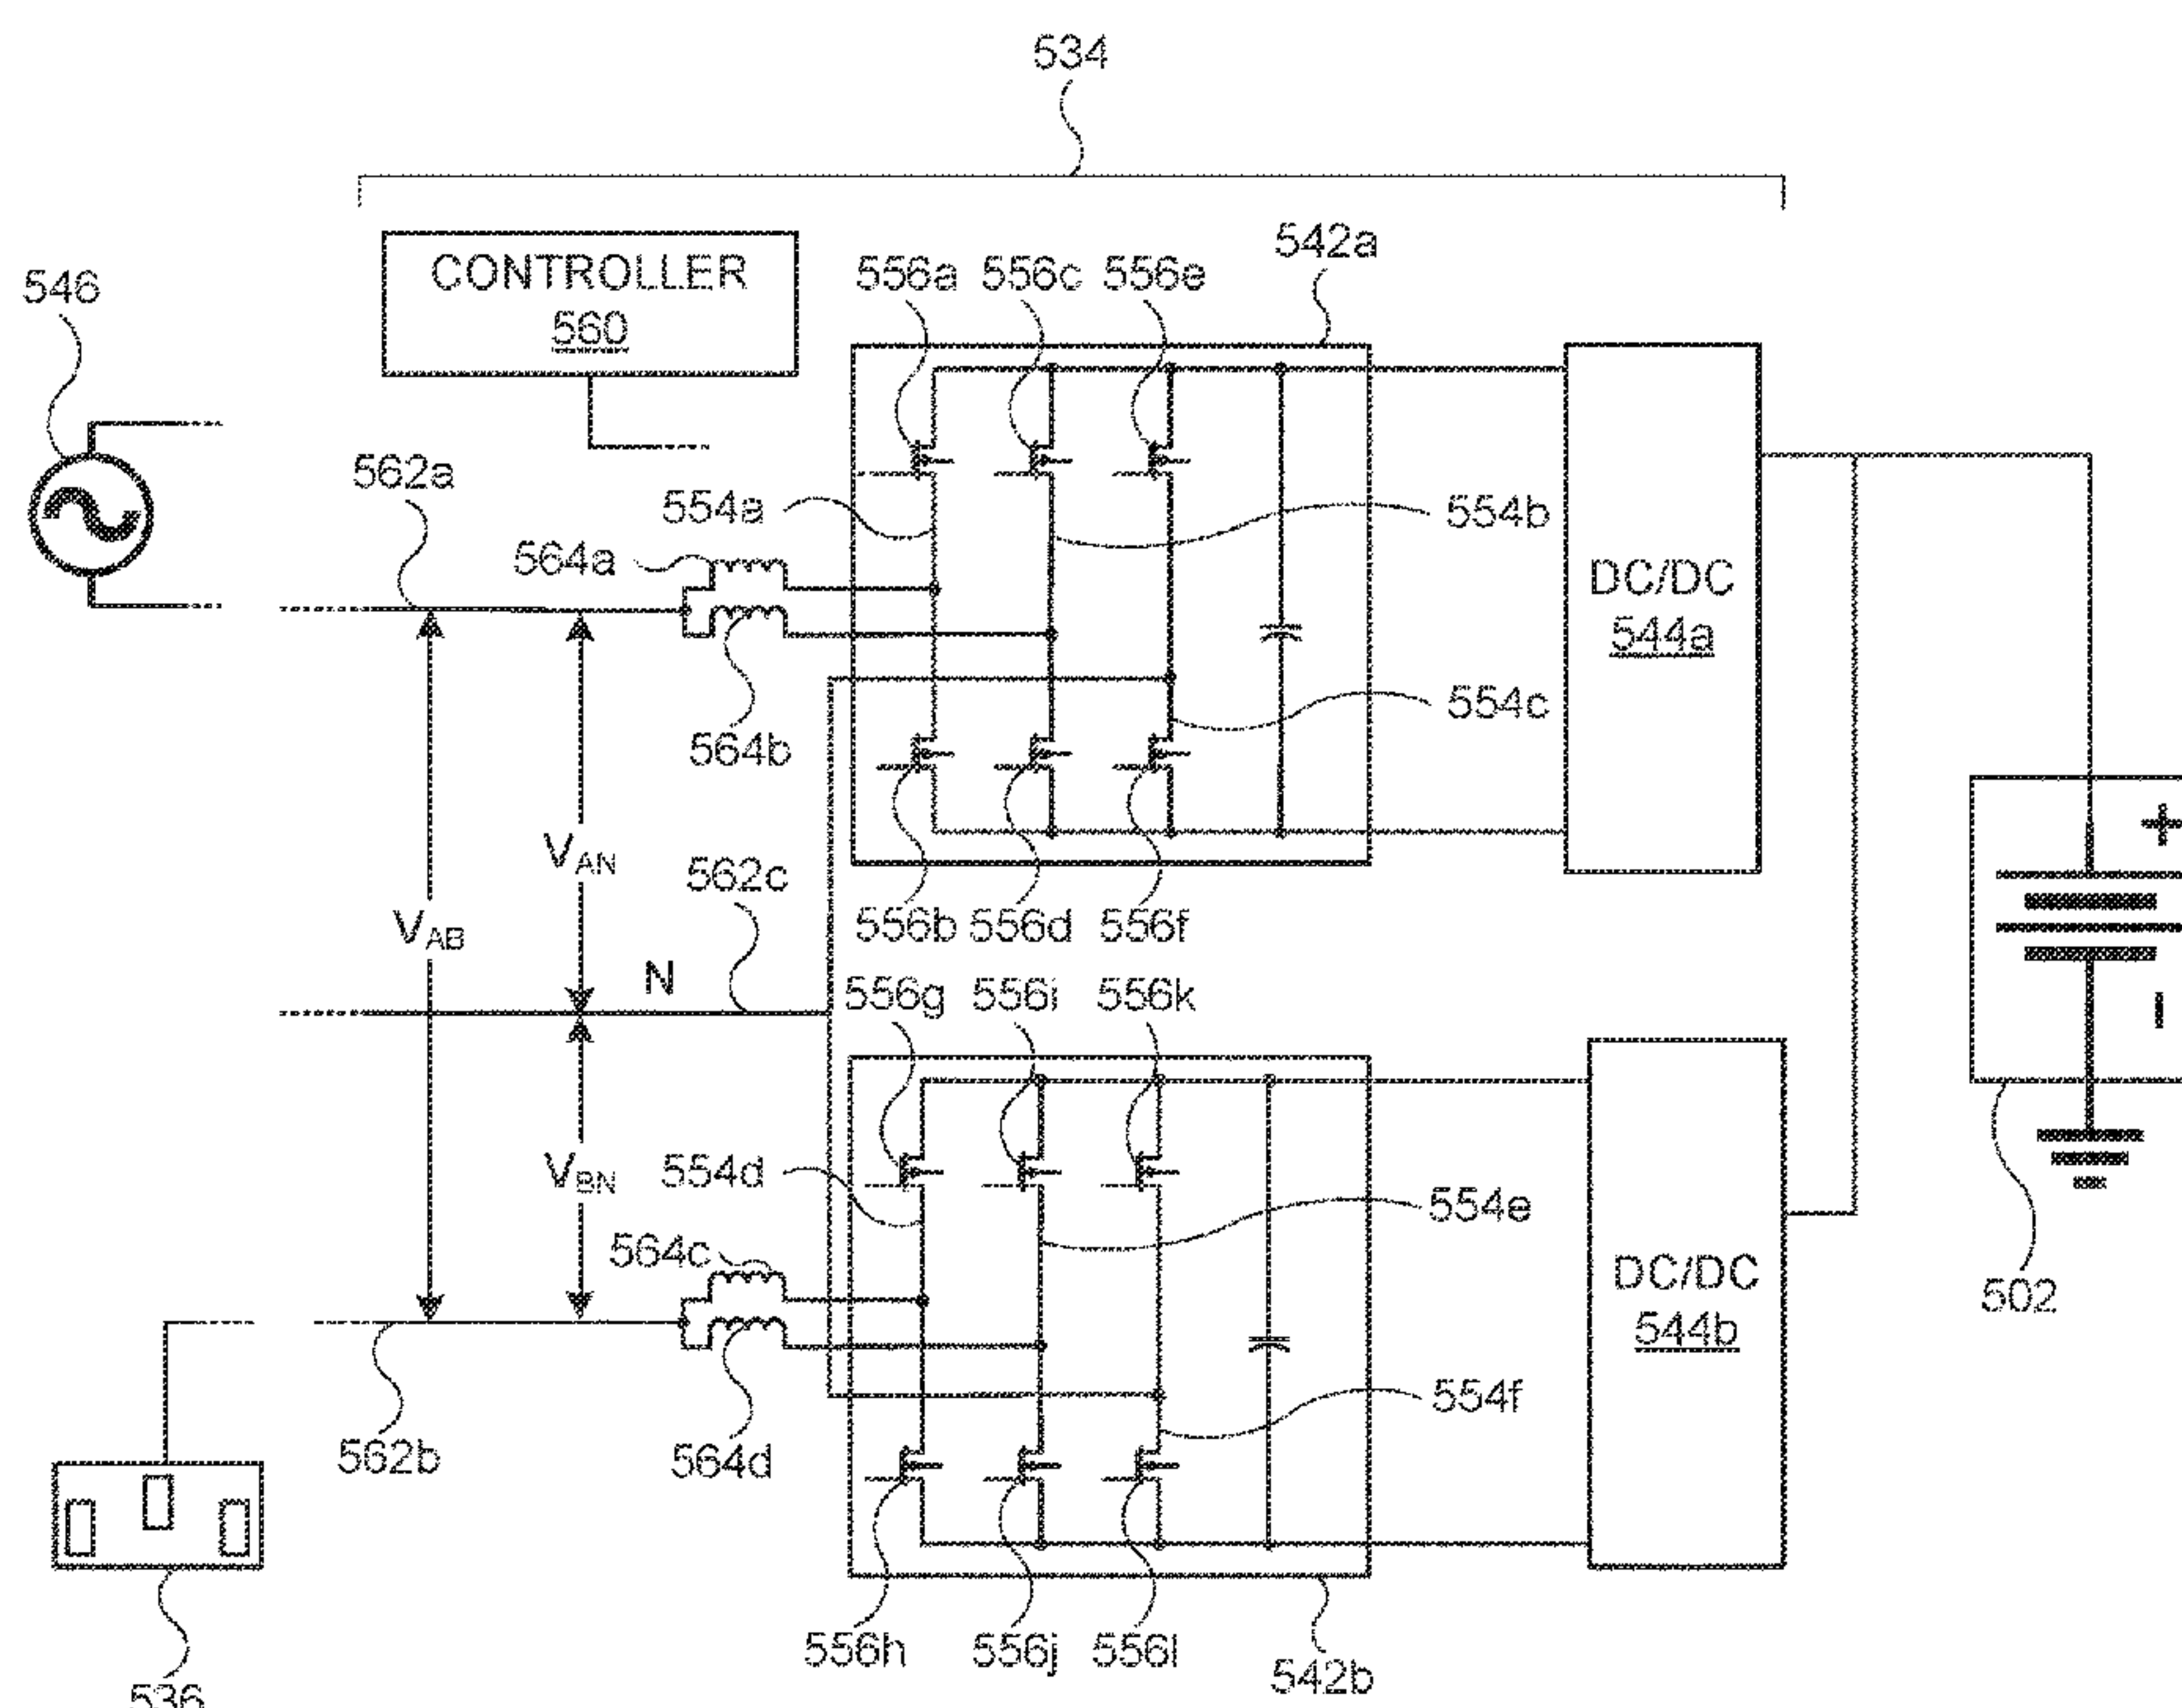 534
542a
CONTROLLER
560
556a 556c 556e
546
562a
554a
554b
564a
DC/DC
544a
554c
564b
+
VAN
562c
VAB
556b 556d 556f
N
556g 556i 556k
−
VBN
554d
554e
564c
DC/DC
544b
502
554f
562b
564d
556h 556j 556l
542b
536